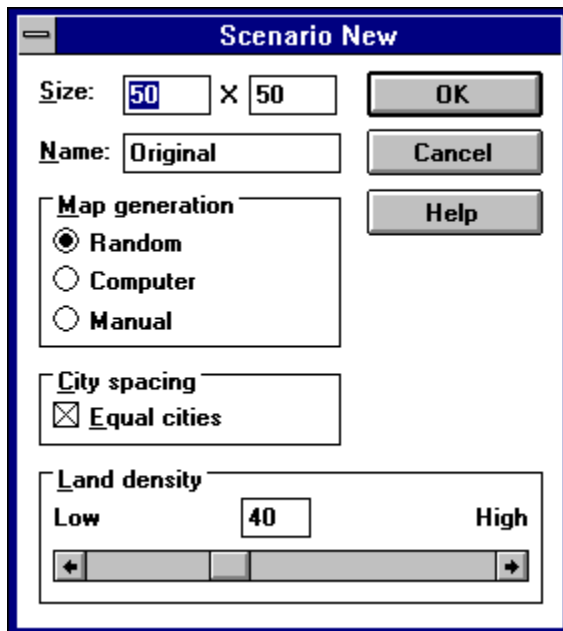 Scenario New
Size: 50 X 50 OK
Name: Original Cancel
Map generation Help
Random
Computer
Manual
City spacing
Equal cities
Land density
Low 40 High